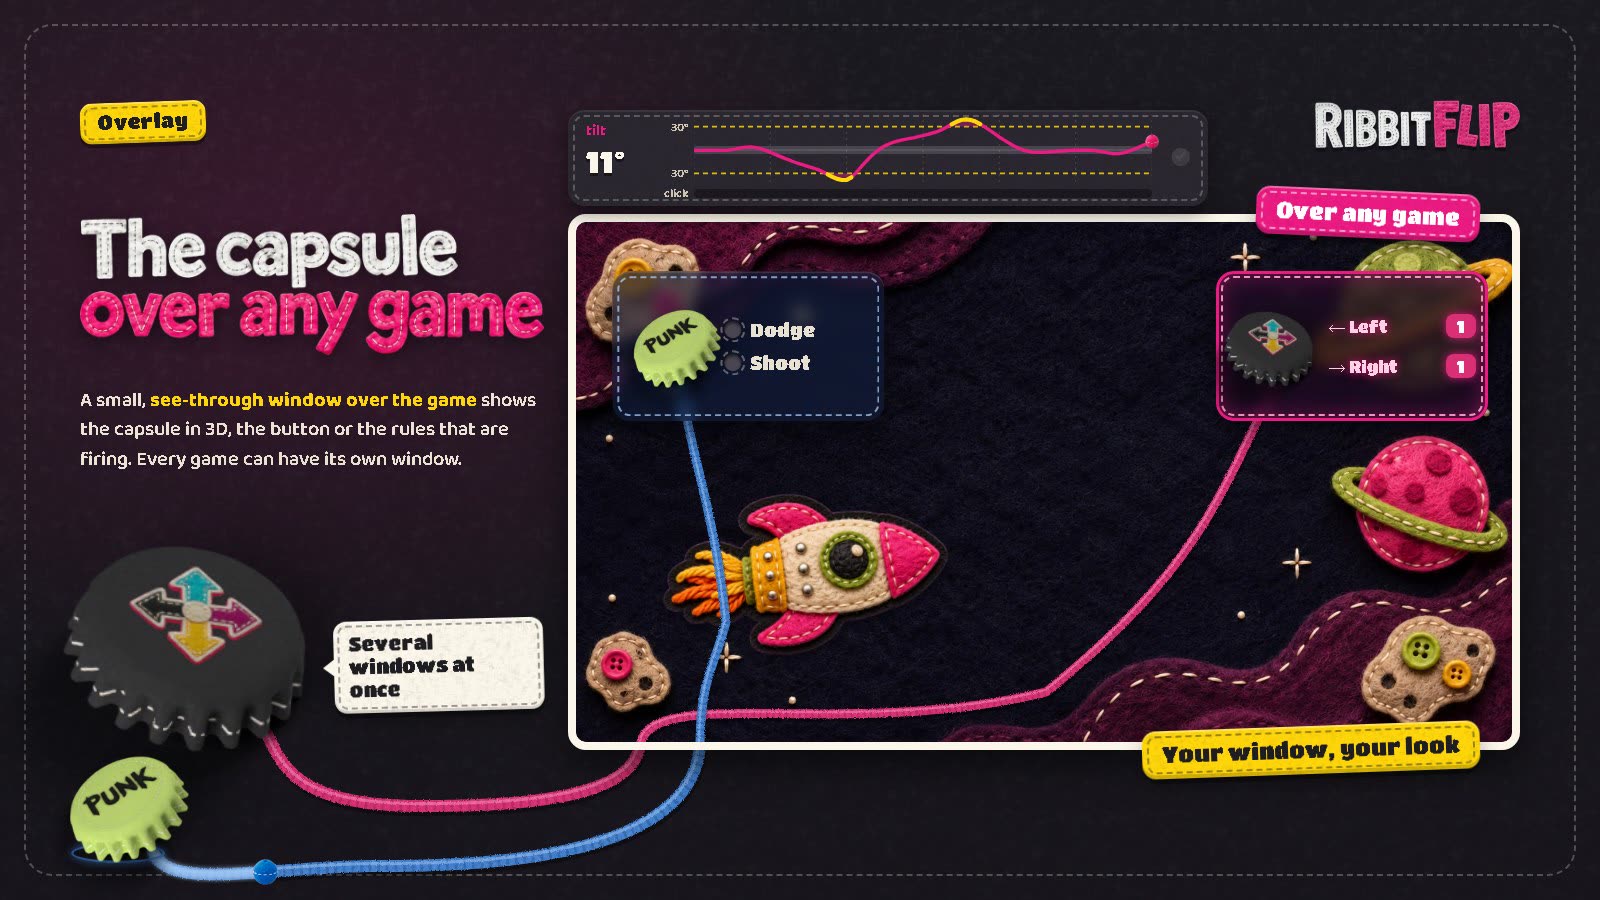 Overlay
The capsule
over any game
A small, see-through window over the game shows
the capsule in 3D, the button or the rules that are
firing. Every game can have its own window.
Several
windows at
once
PUNK
tilt
11°
30°
30°
click
RIBBITFLIP
Over any game
PUNK
Dodge
Shoot
←Left 1
→Right 1
Your window, your look